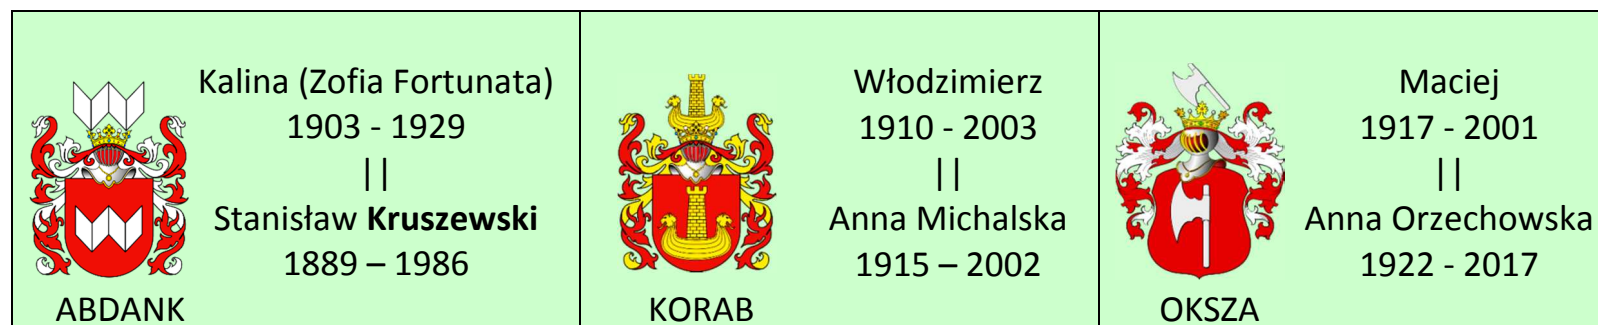 Kalina (Zofia Fortunata)
1903 - 1929
||
Stanisław Kruszewski
1889 – 1986
ABDANK
Włodzimierz
1910 - 2003
||
Anna Michalska
1915 – 2002
KORAB
Maciej
1917 - 2001
||
Anna Orzechowska
1922 - 2017
OKSZA